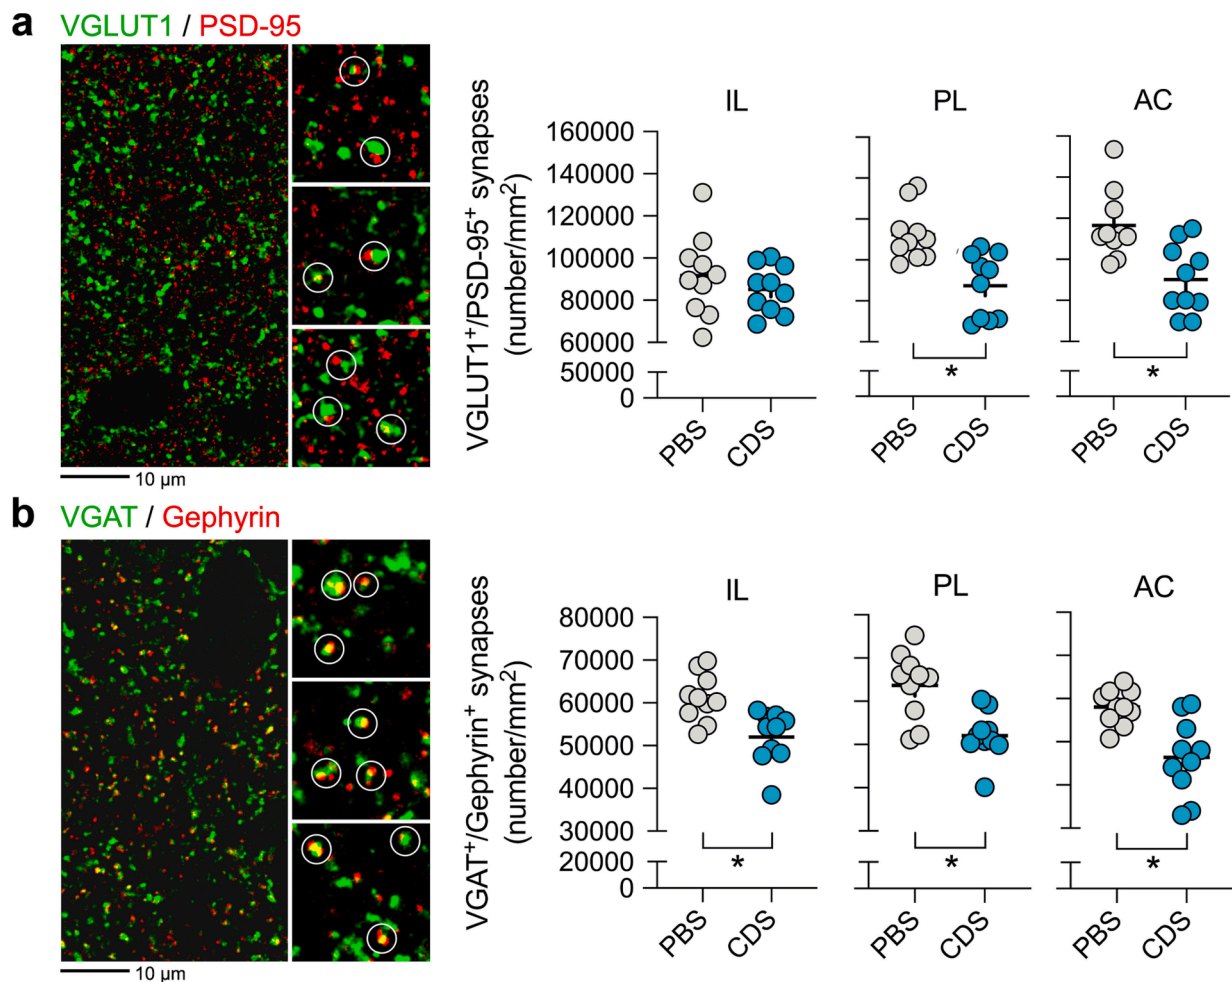 a
VGLUT1 / PSD-95
10 µm
VGLUT1⁺/PSD-95⁺ synapses
(number/mm²)
IL
160000
140000
120000
100000
80000
60000
50000
0
PBS
CDS
PL
*
PBS
CDS
AC
*
PBS
CDS
b
VGAT / Gephyrin
10 µm
VGAT⁺/Gephyrin⁺ synapses
(number/mm²)
IL
80000
70000
60000
50000
40000
30000
20000
0
*
PBS
CDS
PL
*
PBS
CDS
AC
*
PBS
CDS